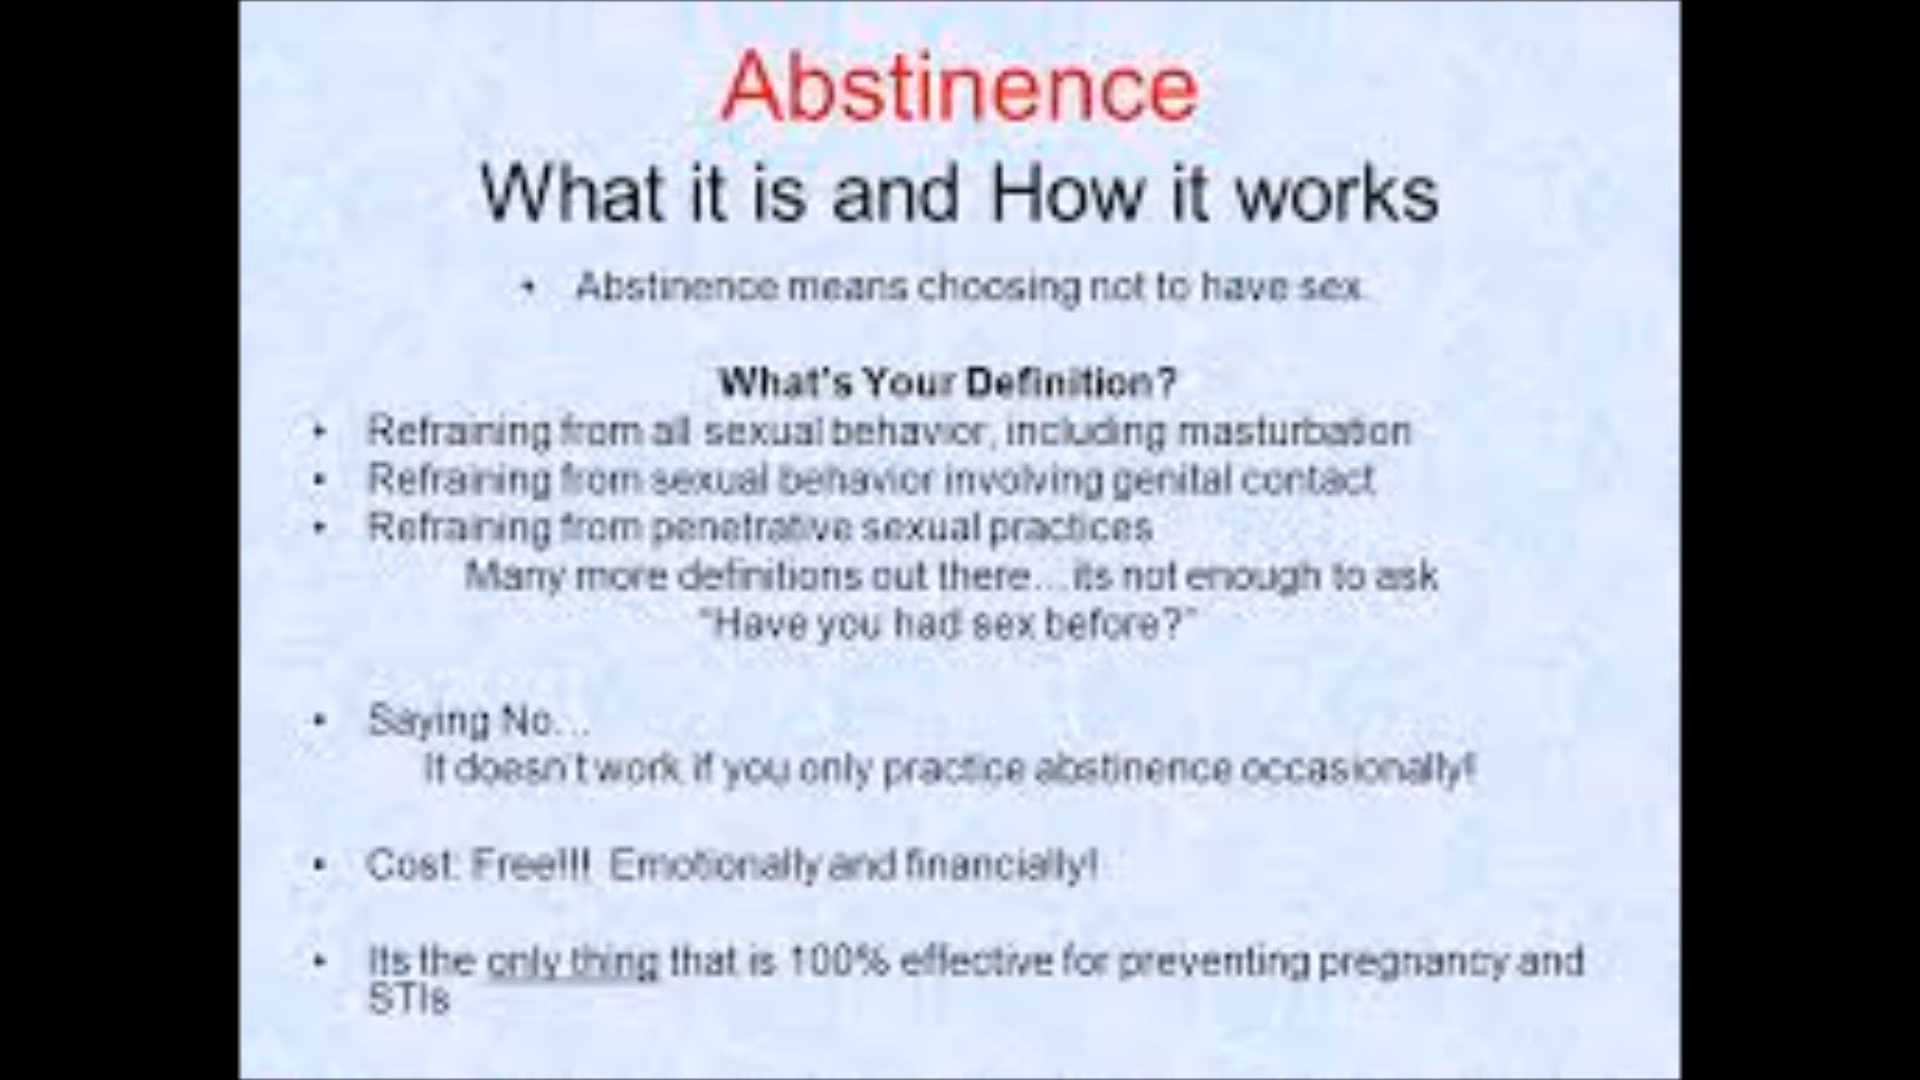 Abstinence
What it is and How it works
• Abstinence means choosing not to have sex.
What's Your Definition?
• Refraining from all sexual behavior, including masturbation
• Refraining from sexual behavior involving genital contact
• Refraining from penetrative sexual practices
Many more definitions out there…its not enough to ask
"Have you had sex before?"
• Saying No…
It doesn't work if you only practice abstinence occasionally!
• Cost: Free!!! Emotionally and financially!
• Its the only thing that is 100% effective for preventing pregnancy and
STIs